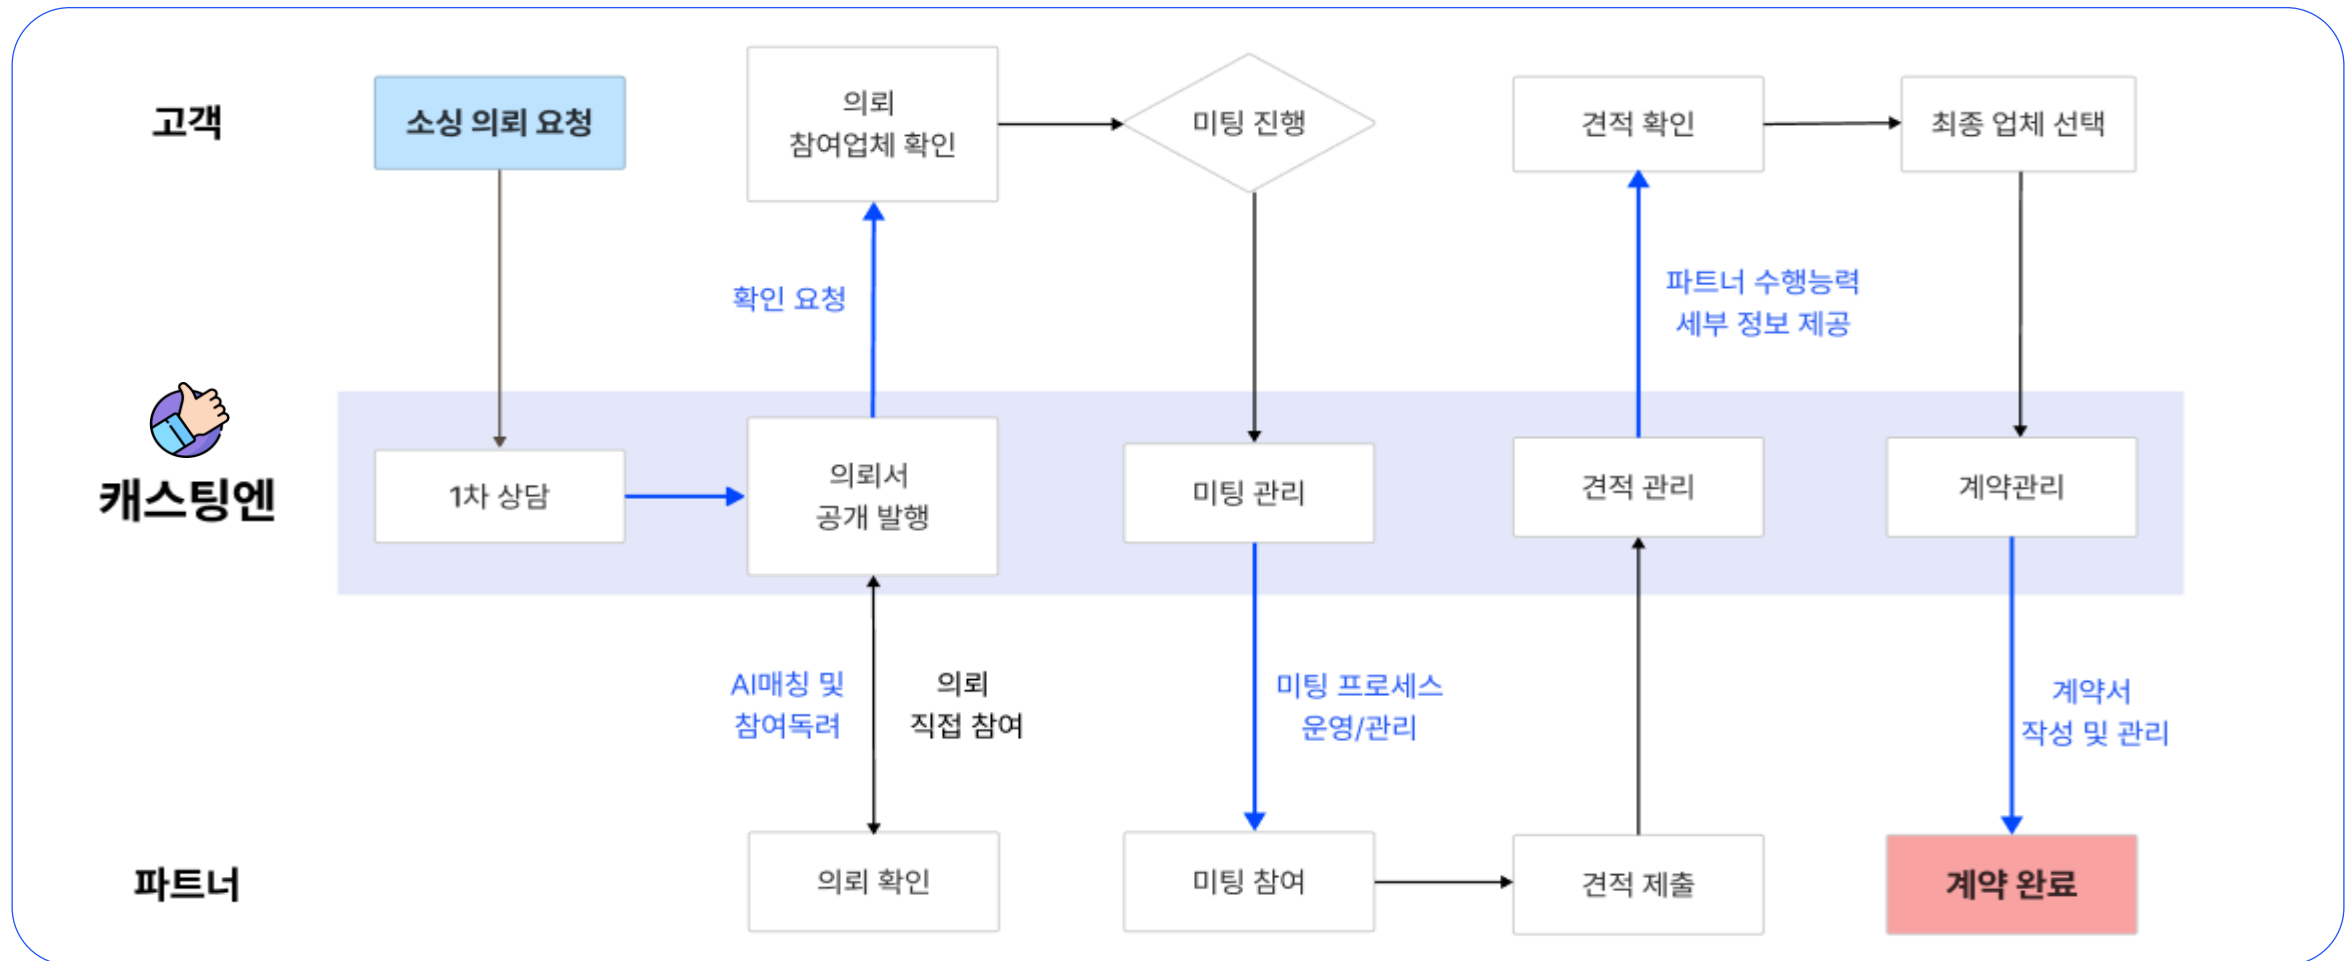 고객
소싱 의뢰 요청
의뢰
참여업체 확인
미팅 진행
견적 확인
최종 업체 선택
확인 요청
파트너 수행능력
세부 정보 제공
캐스팅엔
1차 상담
의뢰서
공개 발행
미팅 관리
견적 관리
계약관리
AI매칭 및
참여독려
의뢰
직접 참여
미팅 프로세스
운영/관리
계약서
작성 및 관리
파트너
의뢰 확인
미팅 참여
견적 제출
계약 완료